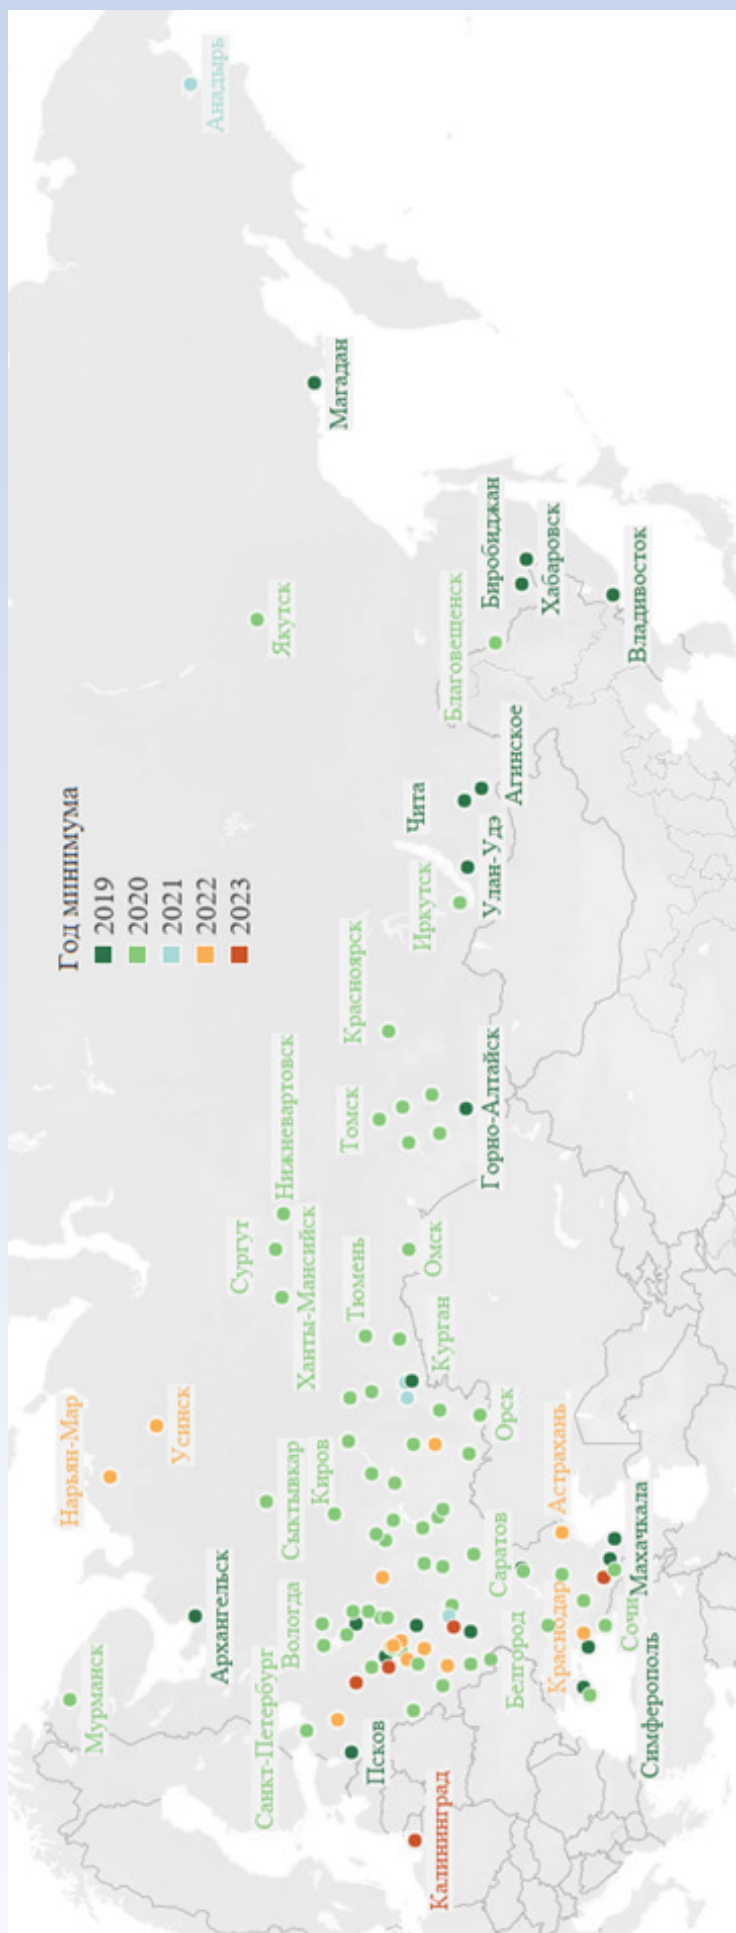 Год минимума
2019
2020
2021
2022
2023
Мурманск
Нарьян-Мар
Усинск
Анадырь
Архангельск
Сургут
Нижневартовск
Ханты-Мансийск
Якутск
Магадан
Санкт-Петербург
Вологда
Сыктывкар
Киров
Тюмень
Томск
Красноярск
Псков
Курган
Омск
Иркутск
Чита
Улан-Удэ
Агинское
Благовещенск
Биробиджан
Хабаровск
Владивосток
Калининград
Белгород
Саратов
Орск
Горно-Алтайск
Краснодар
Астрахань
Сочи
Махачкала
Симферополь